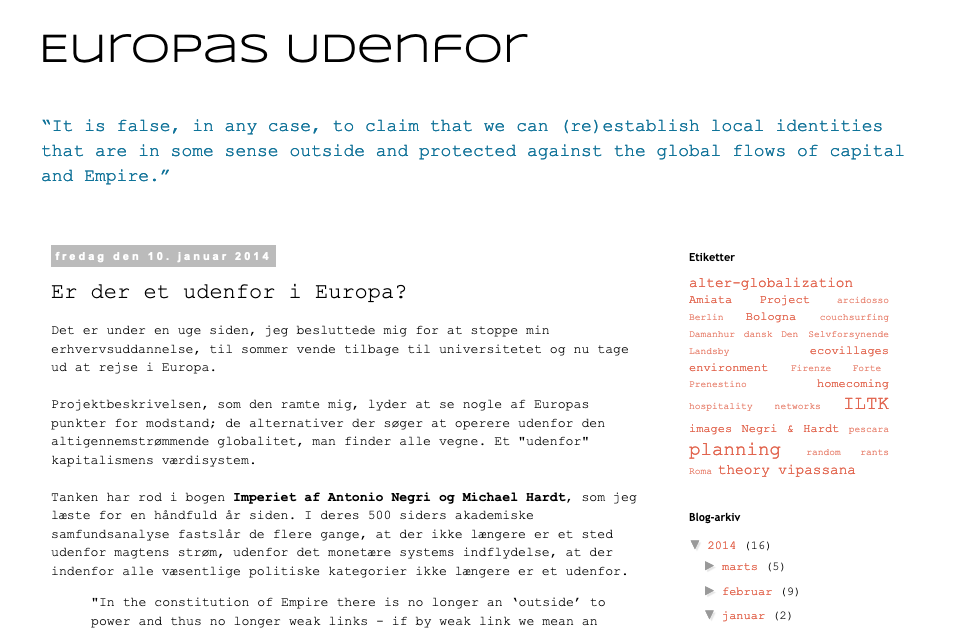 Europas udenfor
“It is false, in any case, to claim that we can (re)establish local identities
that are in some sense outside and protected against the global flows of capital
and Empire.”
fredag den 10. januar 2014
Er der et udenfor i Europa?
Det er under en uge siden, jeg besluttede mig for at stoppe min
erhvervsuddannelse, til sommer vende tilbage til universitetet og nu tage
ud at rejse i Europa.
Projektbeskrivelsen, som den ramte mig, lyder at se nogle af Europas
punkter for modstand; de alternativer der søger at operere udenfor den
altigennemstrømmende globalitet, man finder alle vegne. Et "udenfor"
kapitalismens værdisystem.
Tanken har rod i bogen Imperiet af Antonio Negri og Michael Hardt, som jeg
læste for en håndfuld år siden. I deres 500 siders akademiske
samfundsanalyse fastslår de flere gange, at der ikke længere er et sted
udenfor magtens strøm, udenfor det monetære systems indflydelse, at der
indenfor alle væsentlige politiske kategorier ikke længere er et udenfor.
"In the constitution of Empire there is no longer an ‘outside’ to
power and thus no longer weak links - if by weak link we mean an
Etiketter
alter-globalization
Amiata Project arcidosso
Berlin Bologna couchsurfing
Damanhur dansk Den Selvforsynende
Landsby ecovillages
environment Firenze Forte
Prenestino homecoming
hospitality networks ILTK
images Negri & Hardt pescara
planning random rants
Roma theory vipassana
Blog-arkiv
▼ 2014 (16)
► marts (5)
► februar (9)
▼ januar (2)